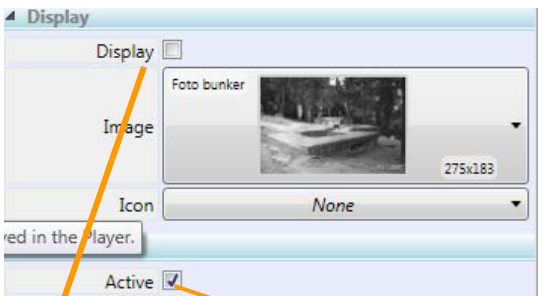 Display
Display
Foto bunker
Image
275x183
Icon None
ved in the Player.
Active